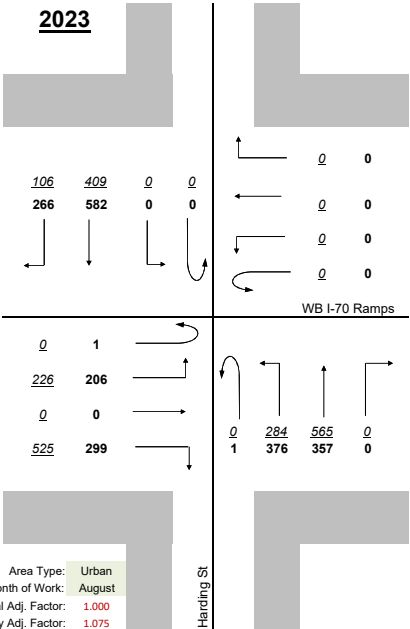 2023
0 0
106 409 0 0
266 582 0 0
0 0
0 0
0 0
WB I-70 Ramps
0 1
226 206
0 0
525 299
0 284 565 0
1 376 357 0
Harding St
Area Type: Urban
onth of Work: August
al Adj. Factor: 1.000
y Adj. Factor: 1.075